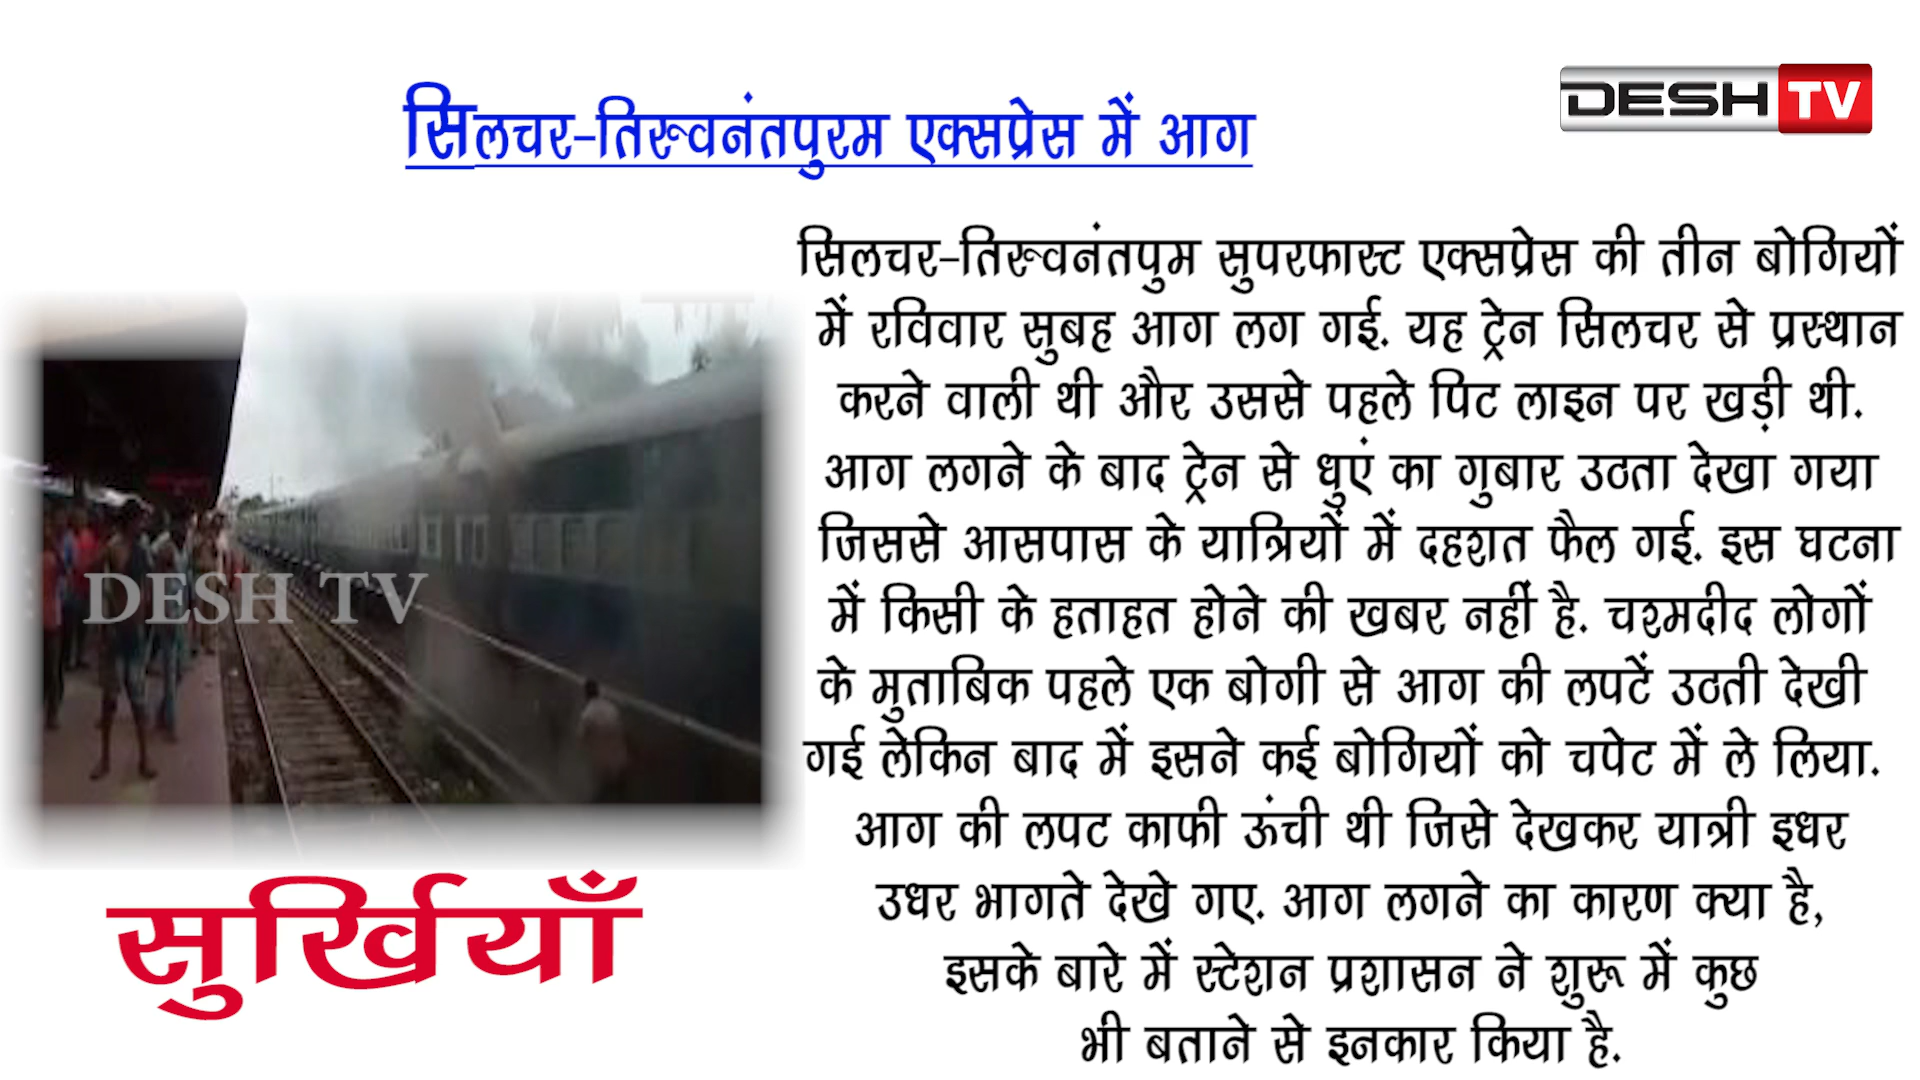 सिलचर-तिरूवनंतपुरम एक्सप्रेस में आग
DESH TV
सिलचर-तिरूवनंतपुम सुपरफास्ट एक्सप्रेस की तीन बोगियों
में रविवार सुबह आग लग गई. यह ट्रेन सिलचर से प्रस्थान
करने वाली थी और उससे पहले पिट लाइन पर खड़ी थी.
आग लगने के बाद ट्रेन से धुएं का गुबार उठता देखा गया
जिससे आसपास के यात्रियों में दहशत फैल गई. इस घटना
में किसी के हताहत होने की खबर नहीं है. चश्मदीद लोगों
के मुताबिक पहले एक बोगी से आग की लपटें उठती देखी
गई लेकिन बाद में इसने कई बोगियों को चपेट में ले लिया.
आग की लपट काफी ऊंची थी जिसे देखकर यात्री इधर
उधर भागते देखे गए. आग लगने का कारण क्या है,
इसके बारे में स्टेशन प्रशासन ने शुरू में कुछ
भी बताने से इनकार किया है.
DESH TV
सुर्खियाँ